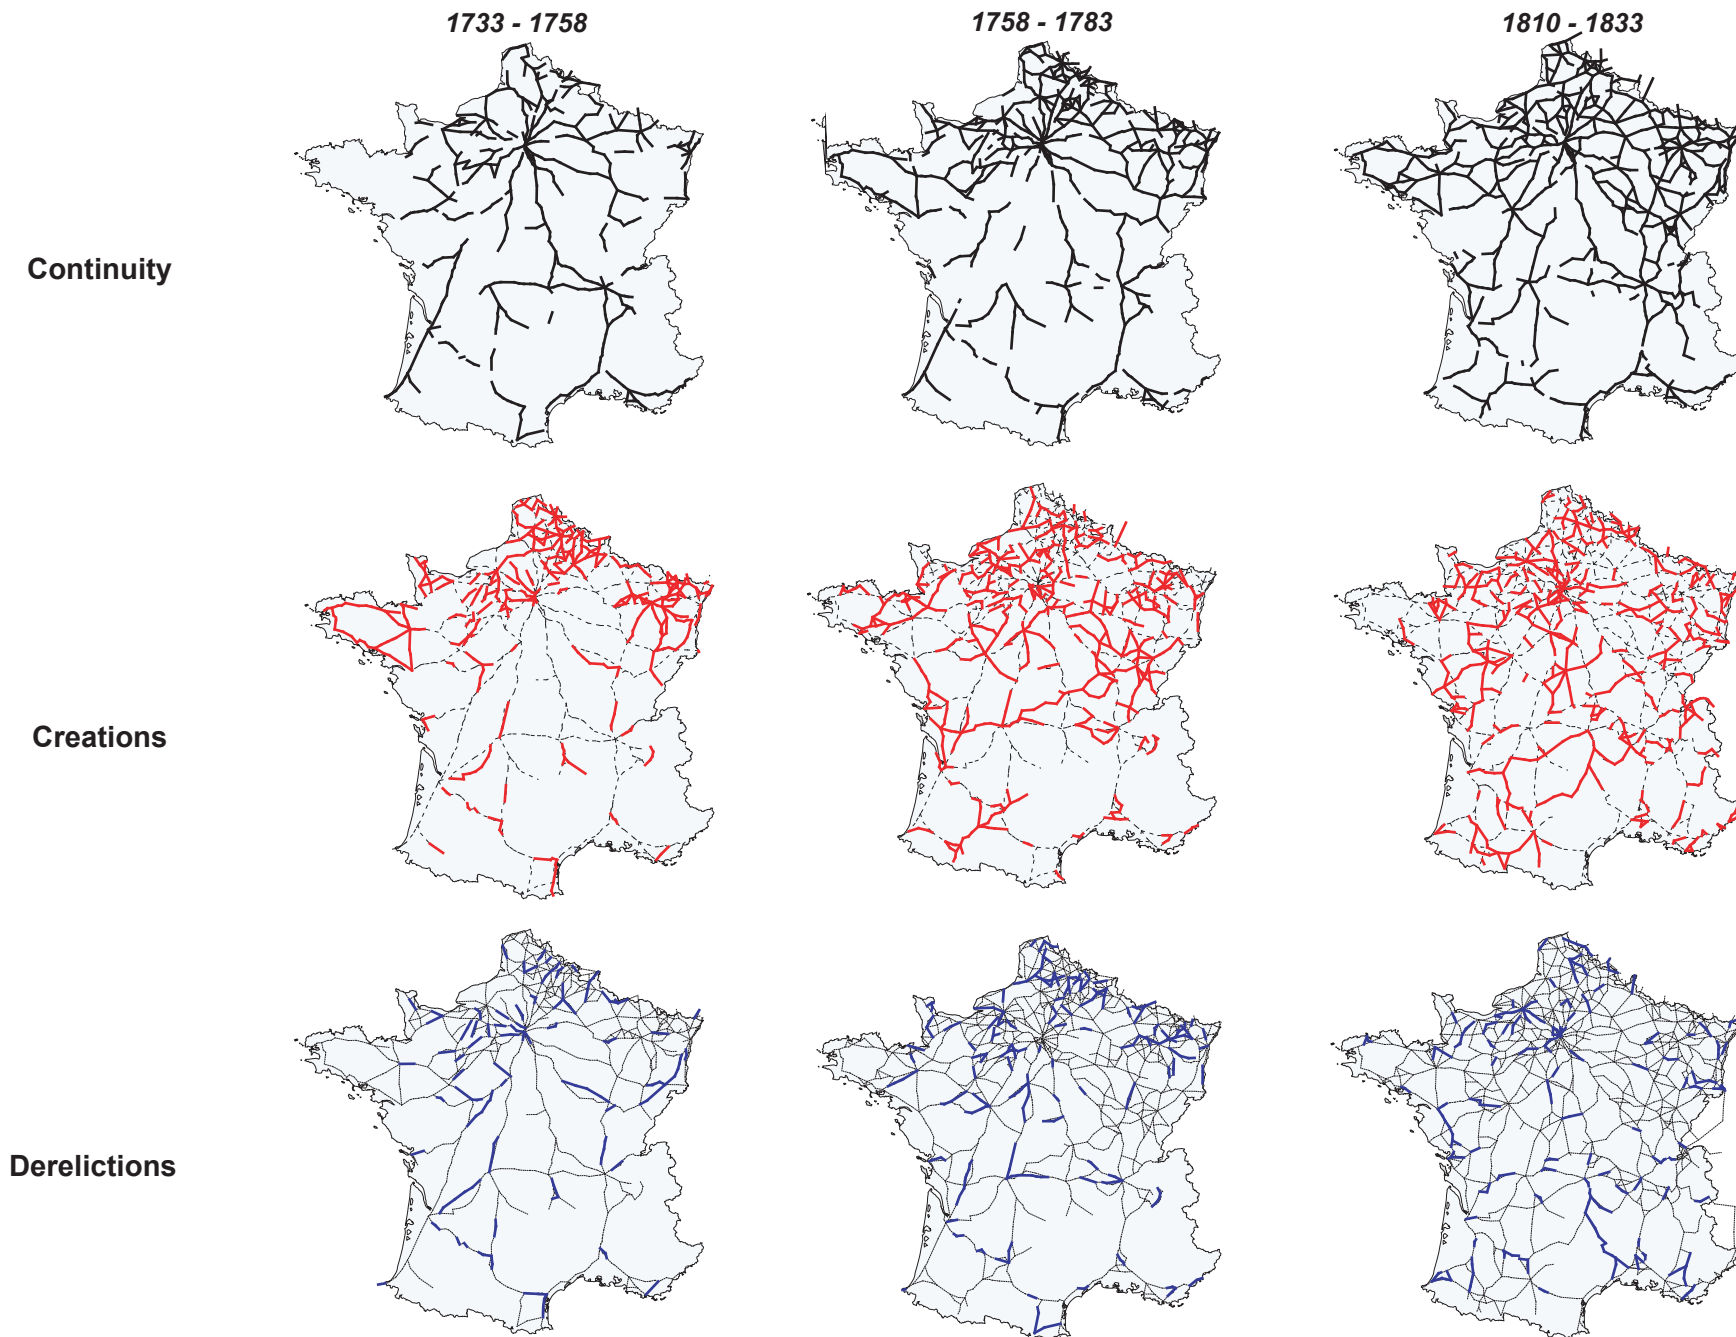 1733 - 1758
1758 - 1783
1810 - 1833
Continuity
Creations
Derelictions